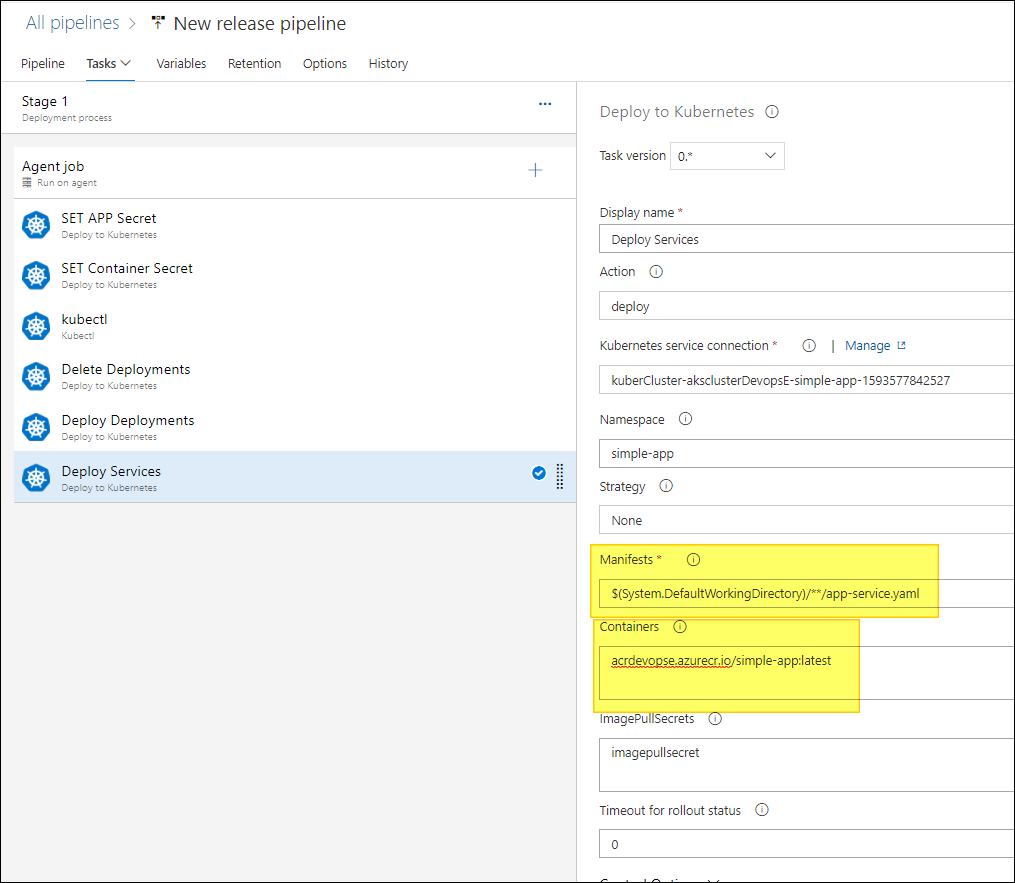 All pipelines > New release pipeline
Pipeline Tasks Variables Retention Options History
Stage 1
Deployment process
Agent job
Run on agent
SET APP Secret
Deploy to Kubernetes
SET Container Secret
Deploy to Kubernetes
kubectl
Kubectl
Delete Deployments
Deploy to Kubernetes
Deploy Deployments
Deploy to Kubernetes
Deploy Services
Deploy to Kubernetes
Deploy to Kubernetes
Task version 0.*
Display name *
Deploy Services
Action
deploy
Kubernetes service connection * | Manage
kuberCluster-aksclusterDevopsE-simple-app-1593577842527
Namespace
simple-app
Strategy
None
Manifests *
$(System.DefaultWorkingDirectory)/**/app-service.yaml
Containers
acrdevopse.azurecr.io/simple-app:latest
ImagePullSecrets
imagepullsecret
Timeout for rollout status
0